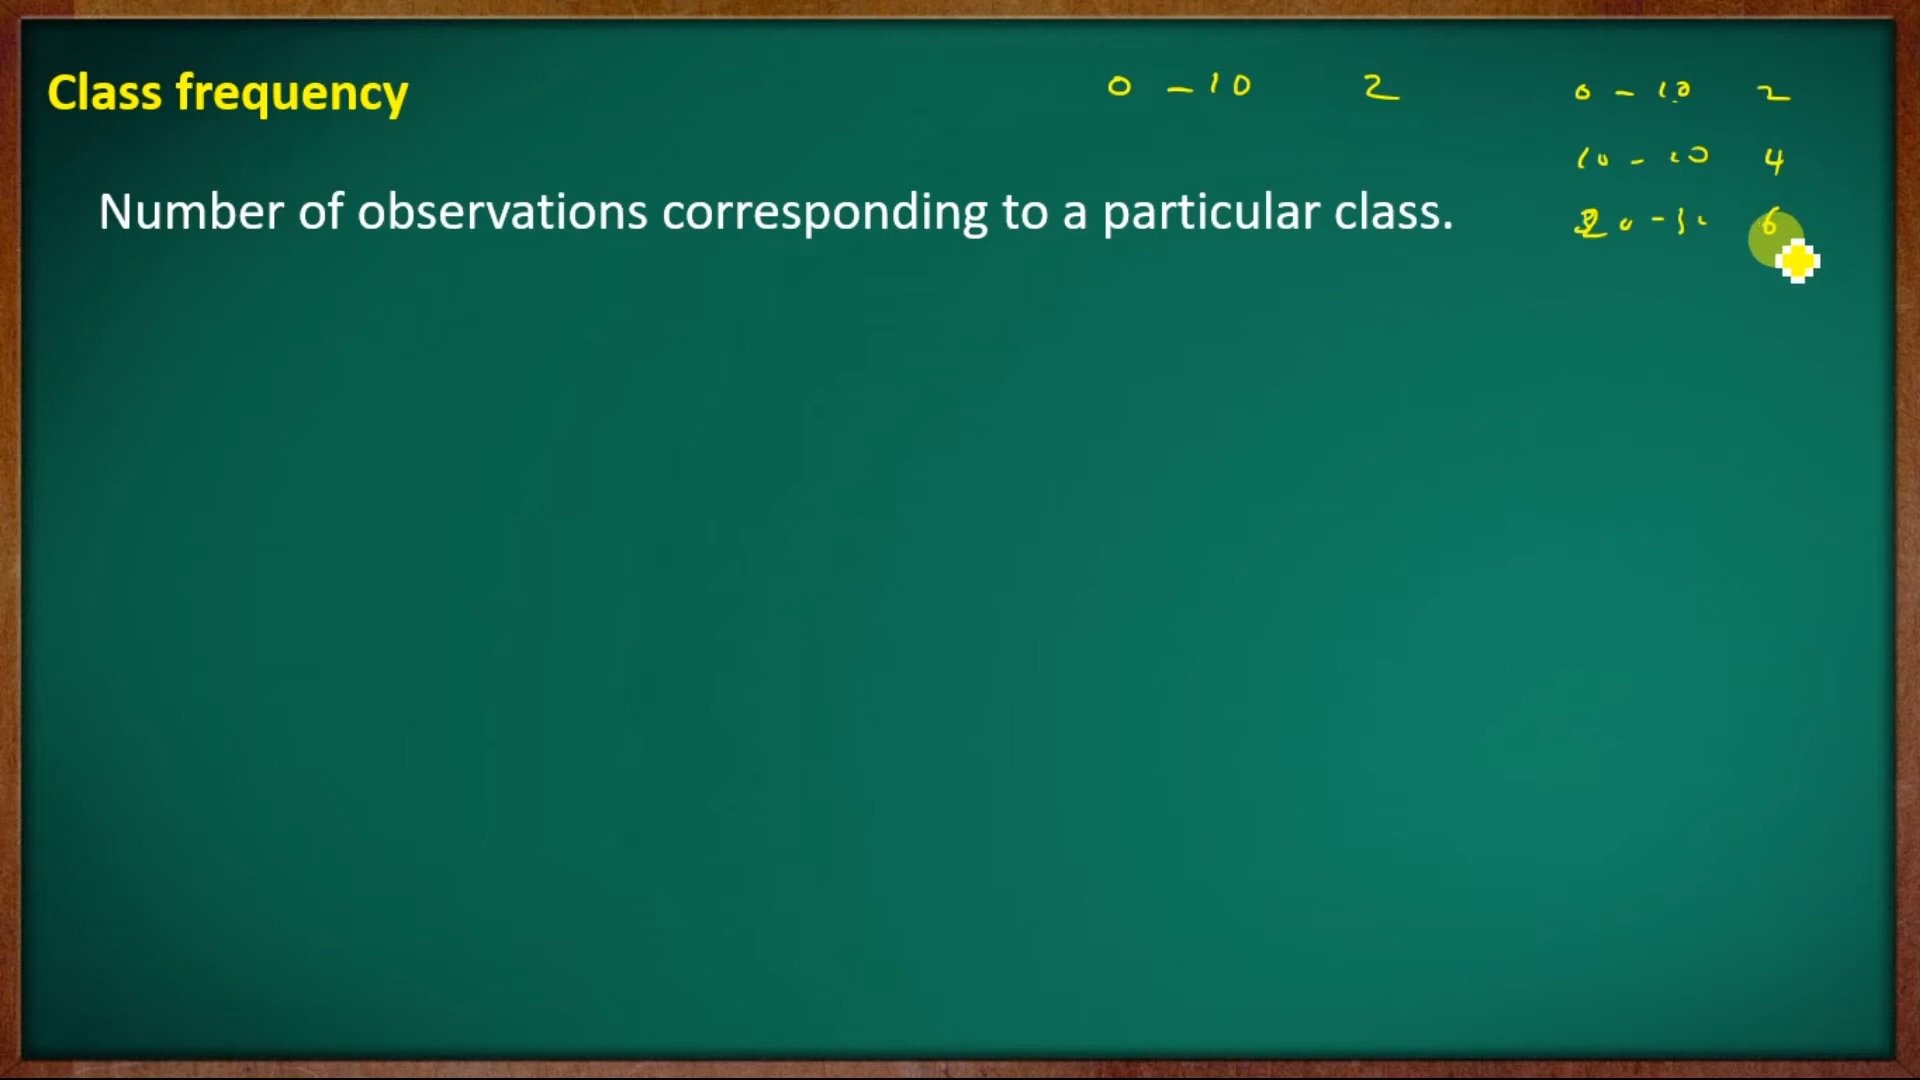 Class frequency
0 - 10 2
0 - 10 2
10 - 20 4
Number of observations corresponding to a particular class.
20 - 30 6